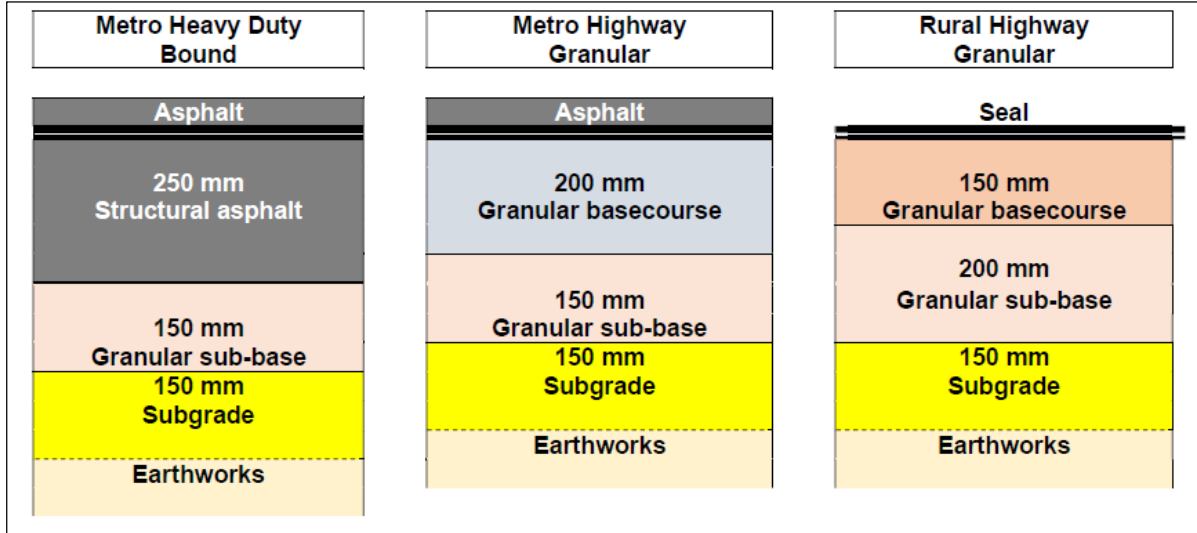 Metro Heavy Duty
Bound
Asphalt
250 mm
Structural asphalt
150 mm
Granular sub-base
150 mm
Subgrade
Earthworks
Metro Highway
Granular
Asphalt
200 mm
Granular basecourse
150 mm
Granular sub-base
150 mm
Subgrade
Earthworks
Rural Highway
Granular
Seal
150 mm
Granular basecourse
200 mm
Granular sub-base
150 mm
Subgrade
Earthworks